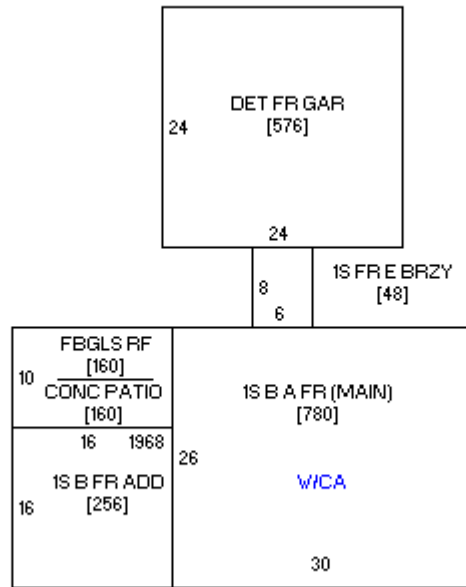 DET FR GAR
[576]
24
24
8
6
1S FR E BRZY
[48]
FBGLS RF
[160]
10
CONC PATIO
[160]
16 1968
1S B FR ADD
[256]
16
1S B A FR (MAIN)
[780]
26
W/CA
30